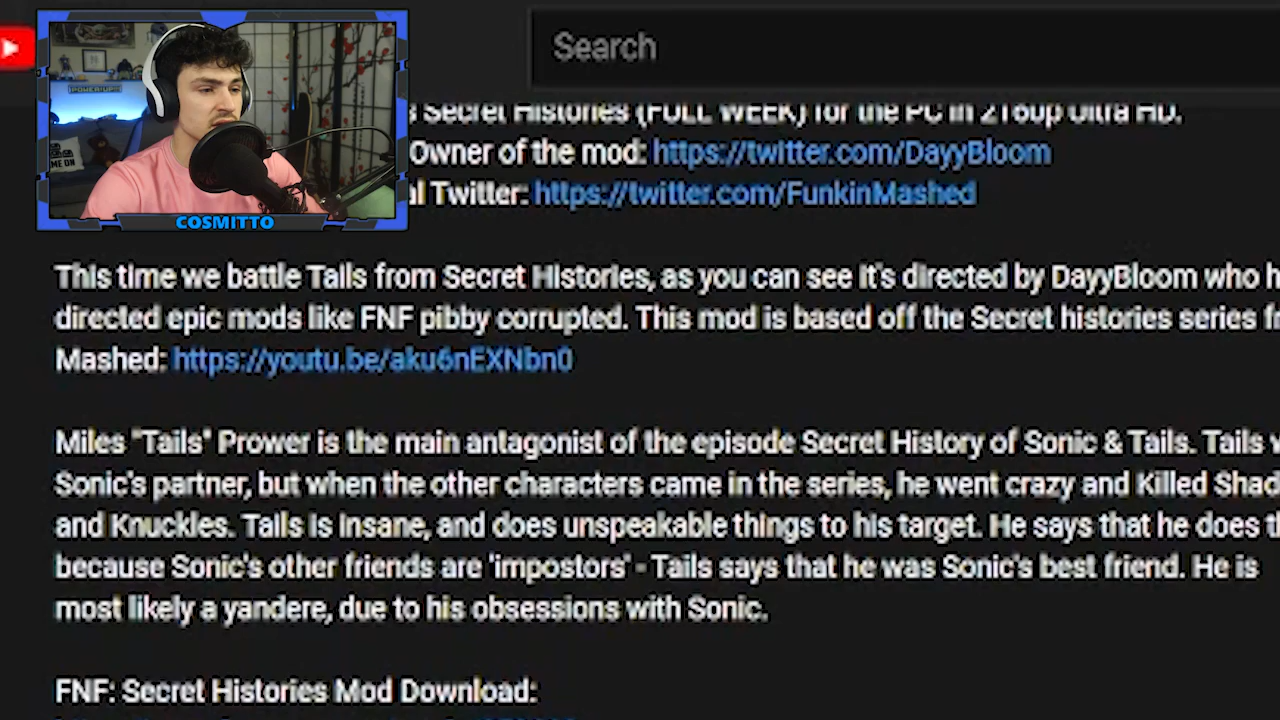 Search
Secret Histories (FULL WEEK) for the PC in 2160p Ultra HD.
Owner of the mod: https://twitter.com/DayyBloom
al Twitter: https://twitter.com/FunkinMashed
POWER-UP!
ME ON
COSMITTO
This time we battle Tails from Secret Histories, as you can see it's directed by DayyBloom who h
directed epic mods like FNF pibby corrupted. This mod is based off the Secret histories series fr
Mashed: https://youtu.be/aku6nEXNbn0
Miles "Tails" Prower is the main antagonist of the episode Secret History of Sonic & Tails. Tails w
Sonic's partner, but when the other characters came in the series, he went crazy and Killed Shad
and Knuckles. Tails is insane, and does unspeakable things to his target. He says that he does th
because Sonic's other friends are 'impostors' - Tails says that he was Sonic's best friend. He is
most likely a yandere, due to his obsessions with Sonic.
FNF: Secret Histories Mod Download: